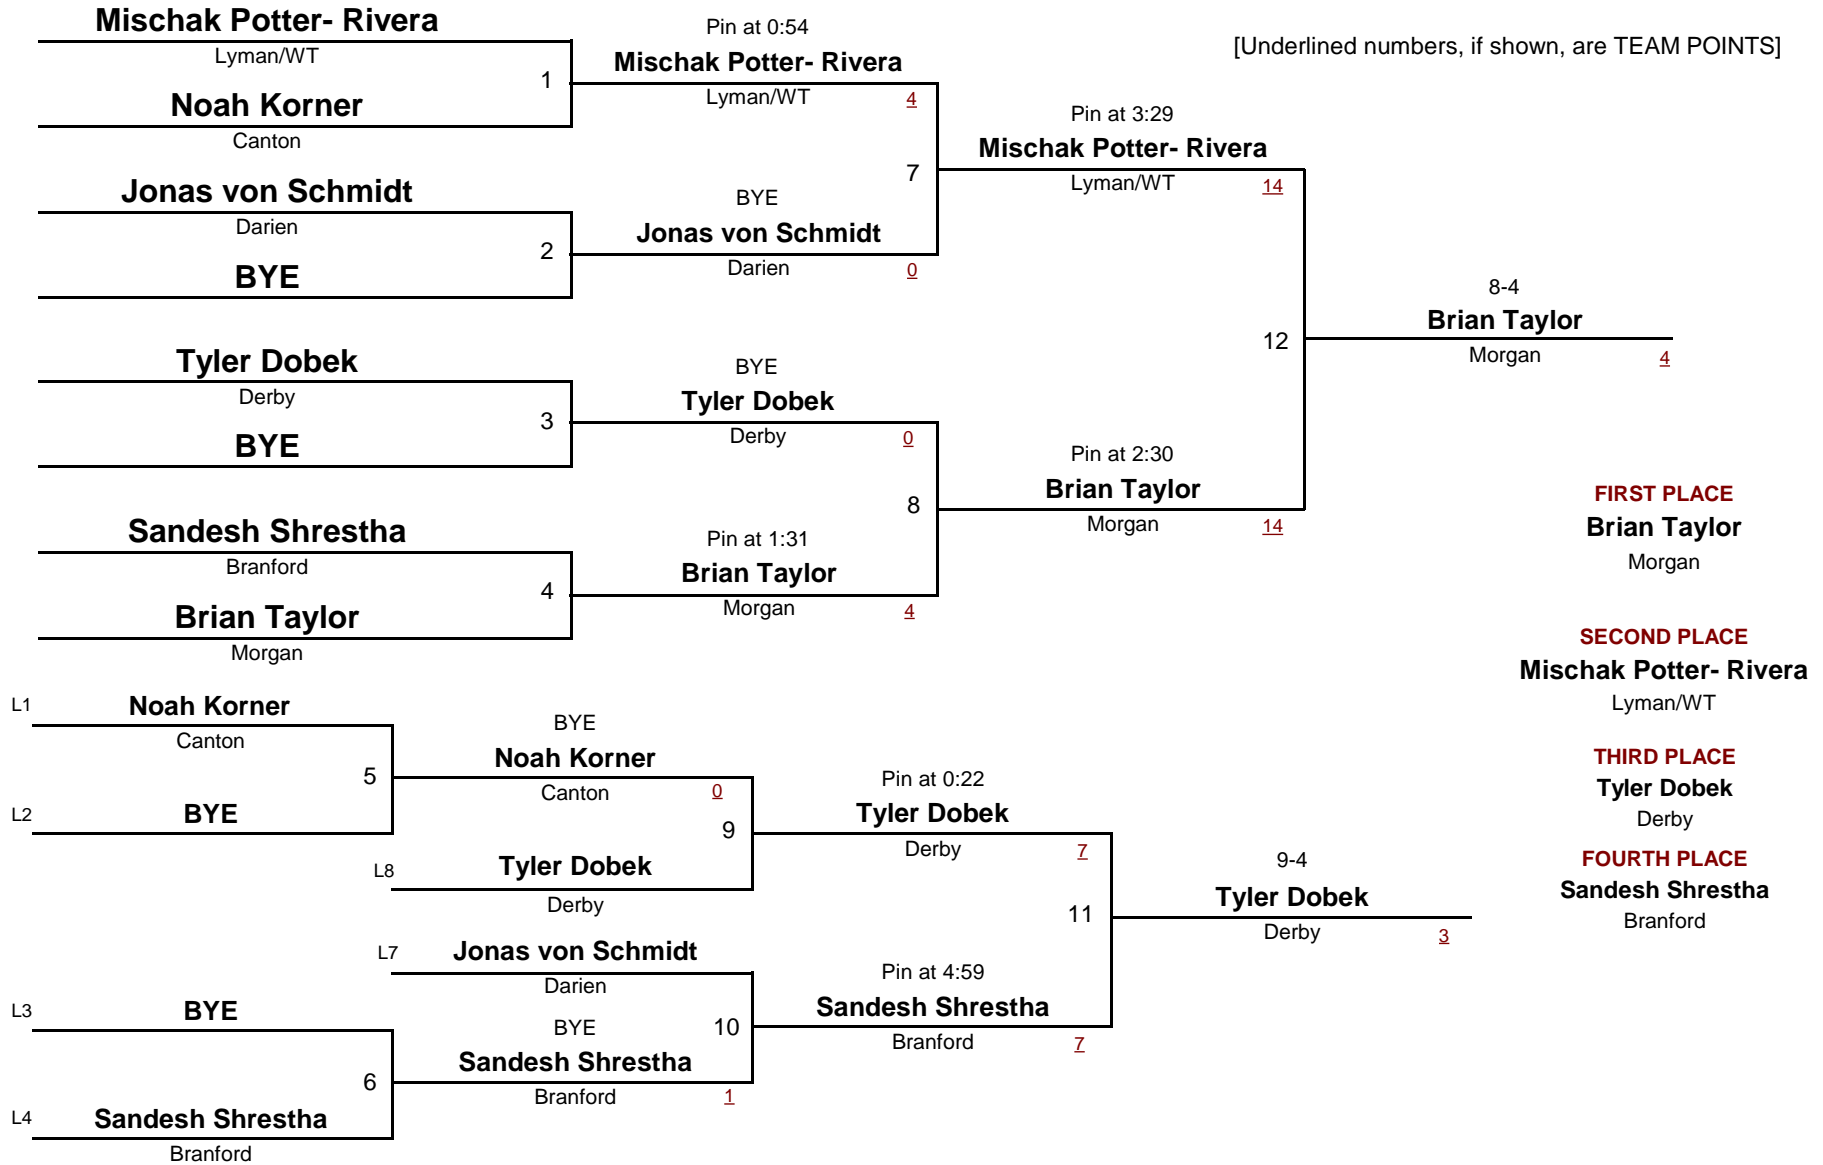 Mischak Potter- Rivera
Lyman/WT
1
Noah Korner
Canton
Jonas von Schmidt
Darien
2
BYE
Tyler Dobek
Derby
3
BYE
Sandesh Shrestha
Branford
4
Brian Taylor
Morgan
Pin at 0:54
Mischak Potter- Rivera
Lyman/WT 4
7
BYE
Jonas von Schmidt
Darien 0
BYE
Tyler Dobek
Derby 0
8
Pin at 1:31
Brian Taylor
Morgan 4
[Underlined numbers, if shown, are TEAM POINTS]
Pin at 3:29
Mischak Potter- Rivera
Lyman/WT 14
12
Pin at 2:30
Brian Taylor
Morgan 14
8-4
Brian Taylor
Morgan 4
L1 Noah Korner
Canton
5
L2 BYE
L3 BYE
6
L4 Sandesh Shrestha
Branford
BYE
Noah Korner
Canton 0
9
L8 Tyler Dobek
Derby
L7 Jonas von Schmidt
Darien
BYE 10
Sandesh Shrestha
Branford 1
Pin at 0:22
Tyler Dobek
Derby 7
11
Pin at 4:59
Sandesh Shrestha
Branford 7
9-4
Tyler Dobek
Derby 3
FIRST PLACE
Brian Taylor
Morgan
SECOND PLACE
Mischak Potter- Rivera
Lyman/WT
THIRD PLACE
Tyler Dobek
Derby
FOURTH PLACE
Sandesh Shrestha
Branford